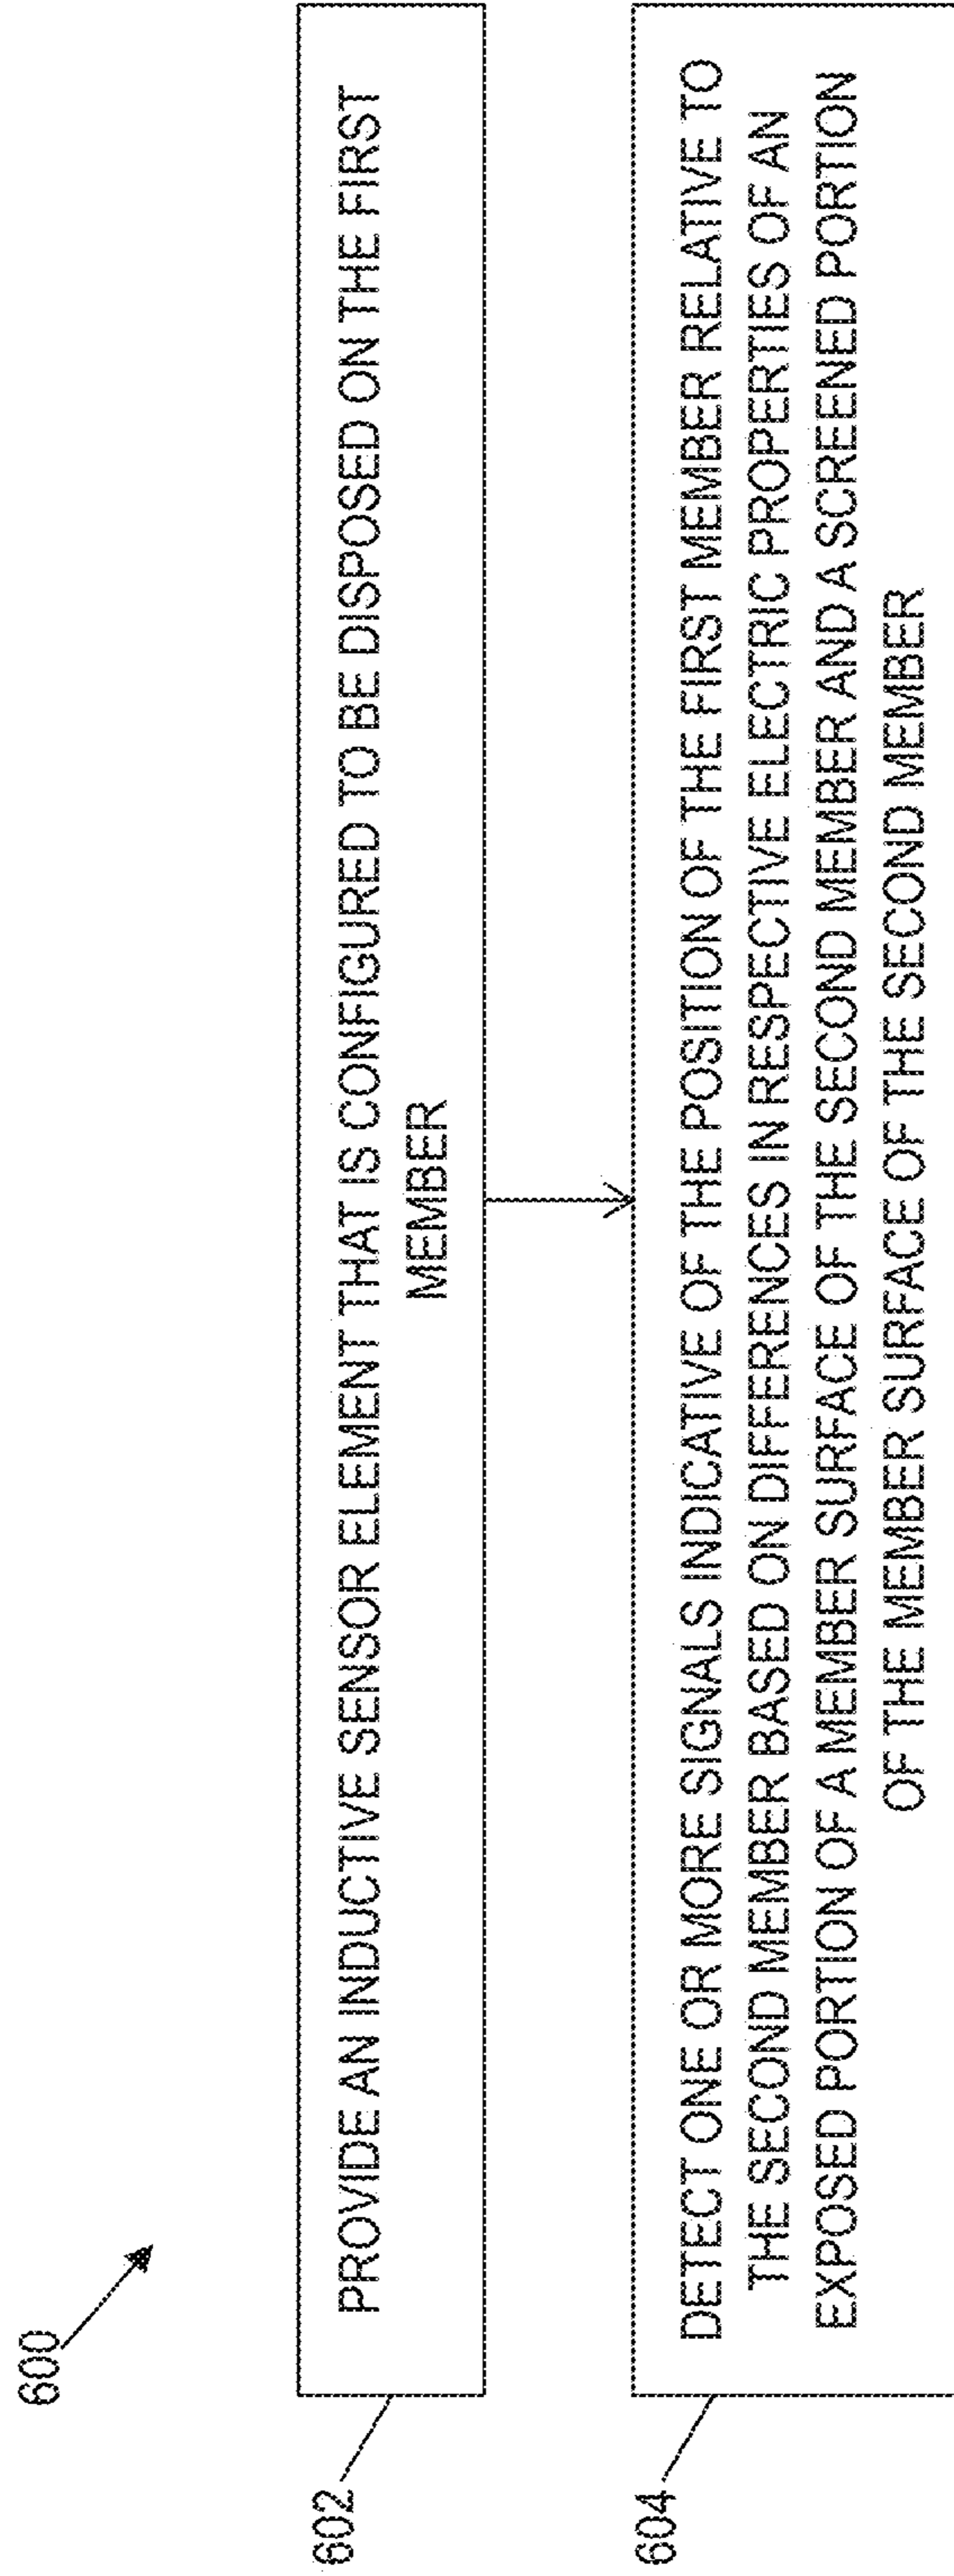 600
602
PROVIDE AN INDUCTIVE SENSOR ELEMENT THAT IS CONFIGURED TO BE DISPOSED ON THE FIRST
MEMBER
604
DETECT ONE OR MORE SIGNALS INDICATIVE OF THE POSITION OF THE FIRST MEMBER RELATIVE TO
THE SECOND MEMBER BASED ON DIFFERENCES IN RESPECTIVE ELECTRIC PROPERTIES OF AN
EXPOSED PORTION OF A MEMBER SURFACE OF THE SECOND MEMBER AND A SCREENED PORTION
OF THE MEMBER SURFACE OF THE SECOND MEMBER